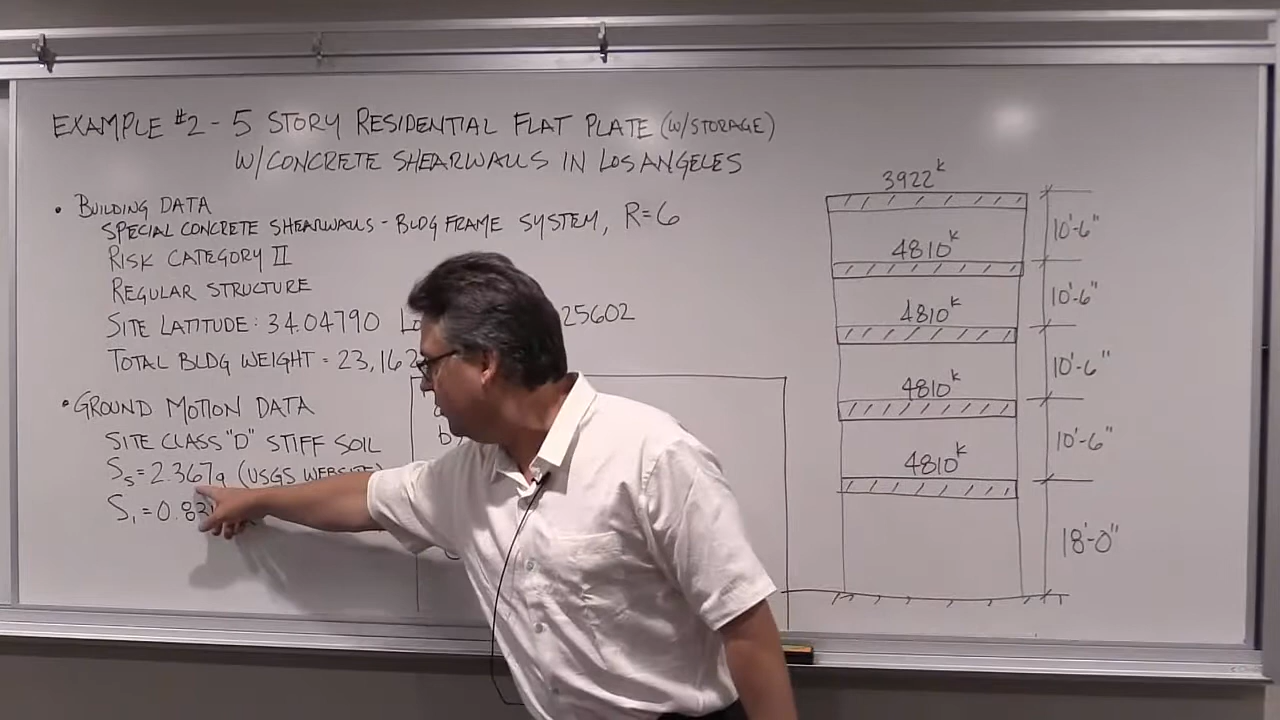 EXAMPLE #2 - 5 STORY RESIDENTIAL FLAT PLATE (W/STORAGE)
W/CONCRETE SHEARWALLS IN LOS ANGELES
• BUILDING DATA
SPECIAL CONCRETE SHEARWALLS - BLDG FRAME SYSTEM, R=6
RISK CATEGORY II
REGULAR STRUCTURE
SITE LATITUDE: 34.04790 25602
TOTAL BLDG WEIGHT = 23,162
• GROUND MOTION DATA
SITE CLASS "D" STIFF SOIL
Ss = 2.367g (USGS WEBSITE)
S1 = 0.83
3922k
4810k
4810k
4810k
4810k
10'-6"
10'-6"
10'-6"
10'-6"
18'-0"